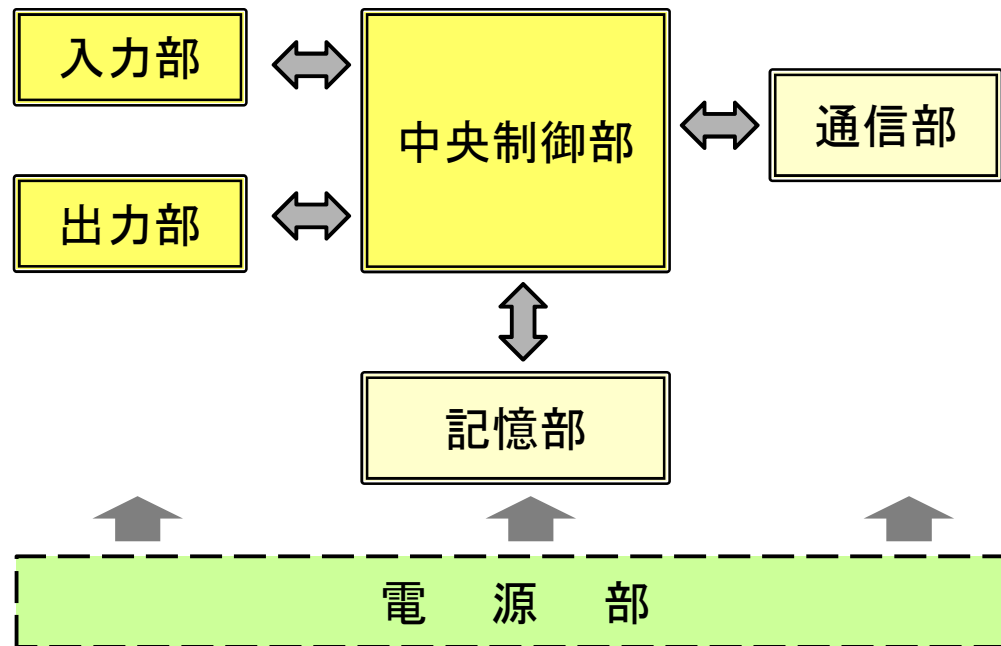 入力部
中央制御部
通信部
出力部
記憶部
電源部